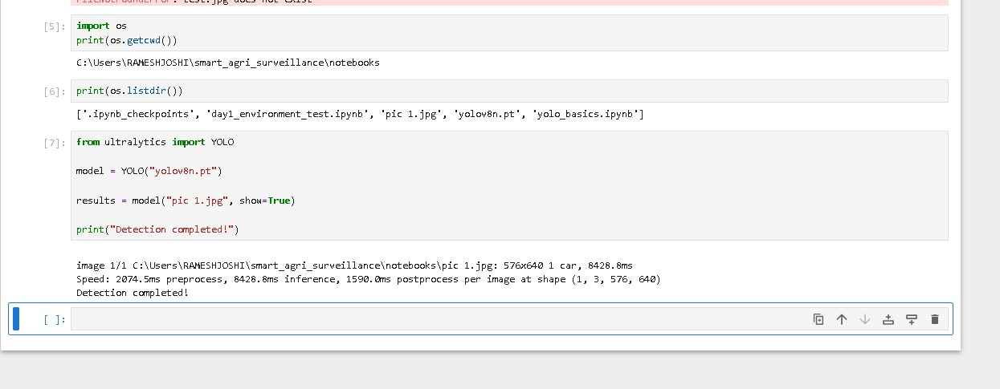 FileNotFoundError: test.jpg does not exist
[5]: import os
print(os.getcwd())
C:\Users\RAMESHJOSHI\smart_agri_surveillance\notebooks
[6]: print(os.listdir())
['.ipynb_checkpoints', 'day1_environment_test.ipynb', 'pic 1.jpg', 'yolov8n.pt', 'yolo_basics.ipynb']
[7]: from ultralytics import YOLO
model = YOLO("yolov8n.pt")
results = model("pic 1.jpg", show=True)
print("Detection completed!")
image 1/1 C:\Users\RAMESHJOSHI\smart_agri_surveillance\notebooks\pic 1.jpg: 576x640 1 car, 8428.8ms
Speed: 2074.5ms preprocess, 8428.8ms inference, 1590.0ms postprocess per image at shape (1, 3, 576, 640)
Detection completed!
[ ]: